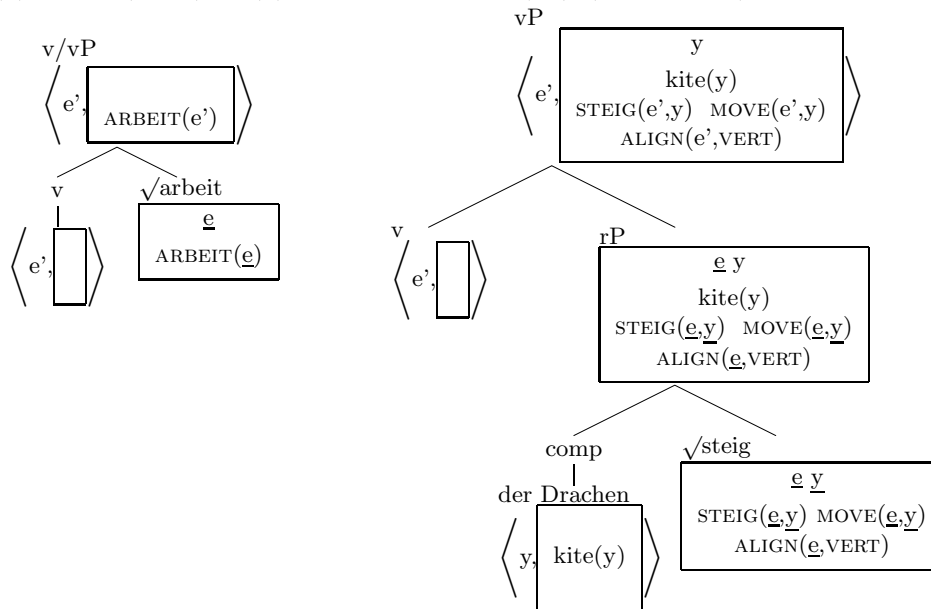 v/vP
⟨ e', ARBEIT(e') ⟩
v
⟨ e', ⟩
√arbeit
e
ARBEIT(e)
vP
y
kite(y)
⟨ e', STEIG(e',y) MOVE(e',y) ⟩
ALIGN(e',VERT)
v
⟨ e', ⟩
rP
e y
kite(y)
STEIG(e,y) MOVE(e,y)
ALIGN(e,VERT)
comp
der Drachen
⟨ y, kite(y) ⟩
√steig
e y
STEIG(e,y) MOVE(e,y)
ALIGN(e,VERT)